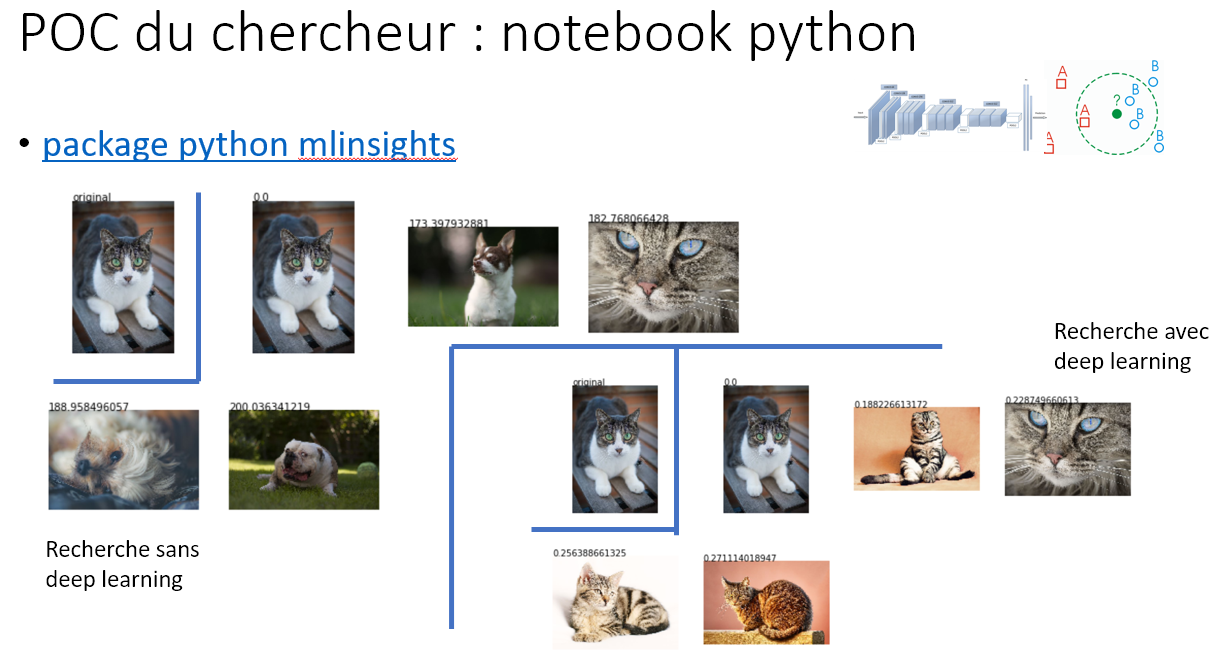 POC du chercheur : notebook python
• package python mlinsights
A
B
?
B
A
B
A
B
original
0.0
173.397932881
182.768066428
188.958496057
200.036341219
Recherche sans
deep learning
Recherche avec
deep learning
original
0.0
0.188226613172
0.228749660613
0.256388661325
0.271114018947